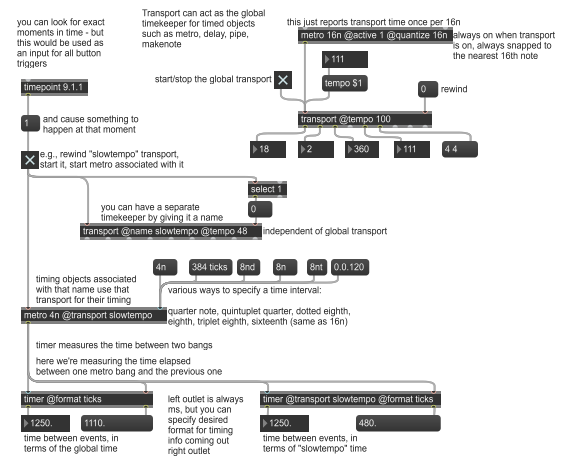 you can look for exact
moments in time - but
this would be used as
an input for all button
triggers
Transport can act as the global
timekeeper for timed objects
such as metro, delay, pipe,
makenote
this just reports transport time once per 16n
metro 16n @active 1 @quantize 16n
always on when transport
is on, always snapped to
the nearest 16th note
111
start/stop the global transport
tempo $1
0
rewind
timepoint 9.1.1
transport @tempo 100
1
and cause something to
happen at that moment
18
2
360
111
4 4
e.g., rewind "slowtempo" transport,
start it, start metro associated with it
select 1
you can have a separate
timekeeper by giving it a name
0
transport @name slowtempo @tempo 48
independent of global transport
4n
384 ticks
8nd
8n
8nt
0.0.120
timing objects associated
with that name use that
transport for their timing
various ways to specify a time interval:
metro 4n @transport slowtempo
quarter note, quintuplet quarter, dotted eighth,
eighth, triplet eighth, sixteenth (same as 16n)
timer measures the time between two bangs
here we're measuring the time elapsed
between one metro bang and the previous one
timer @format ticks
left outlet is always
ms, but you can
specify desired
format for timing
info coming out
right outlet
timer @transport slowtempo @format ticks
1250.
1110.
1250.
480.
time between events, in
terms of the global time
time between events, in
terms of "slowtempo" time